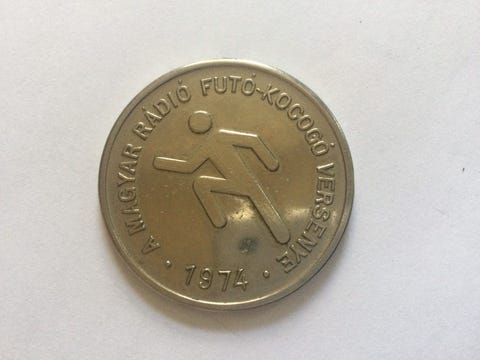 A MAGYAR RÁDIÓ FUTÓ-KOCOGÓ VERSENYE
· 1974 ·